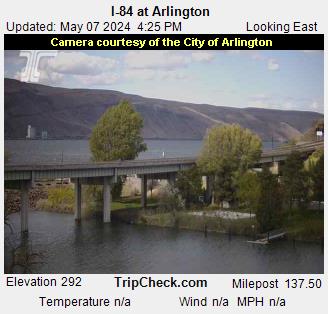 I-84 at Arlington
Updated: May 07 2024 4:25 PM Looking East
Camera courtesy of the City of Arlington
Elevation 292 TripCheck.com Milepost 137.50
Temperature n/a Wind n/a MPH n/a